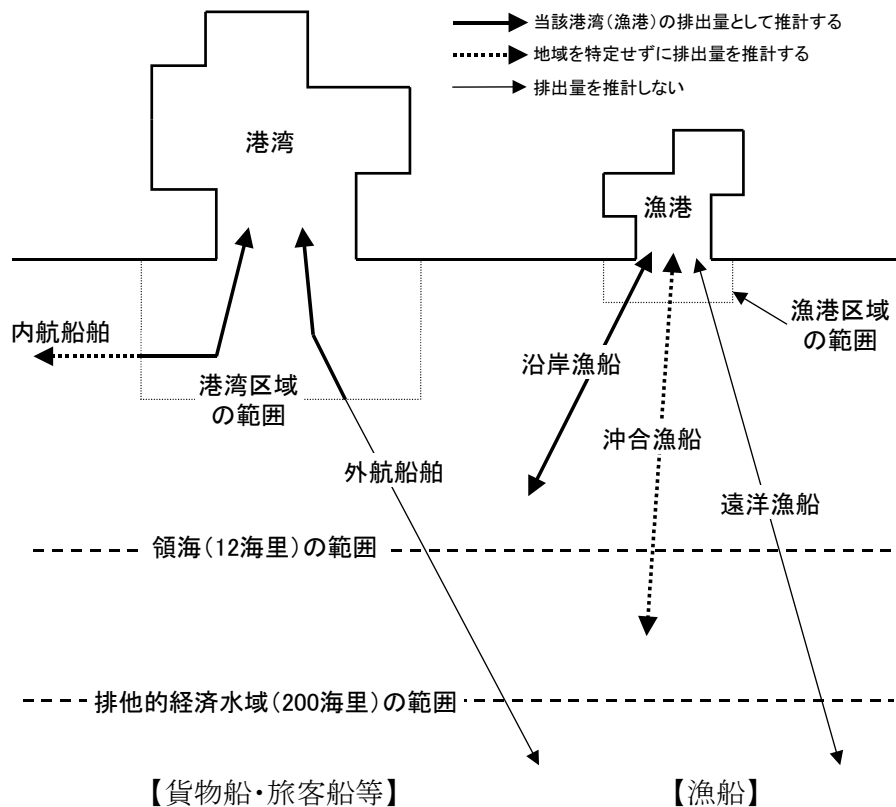 当該港湾(漁港)の排出量として推計する
地域を特定せずに排出量を推計する
排出量を推計しない
港湾
漁港
内航船舶
港湾区域
の範囲
漁港区域
の範囲
沿岸漁船
沖合漁船
外航船舶
遠洋漁船
領海(12海里)の範囲
排他的経済水域(200海里)の範囲
【貨物船・旅客船等】
【漁船】